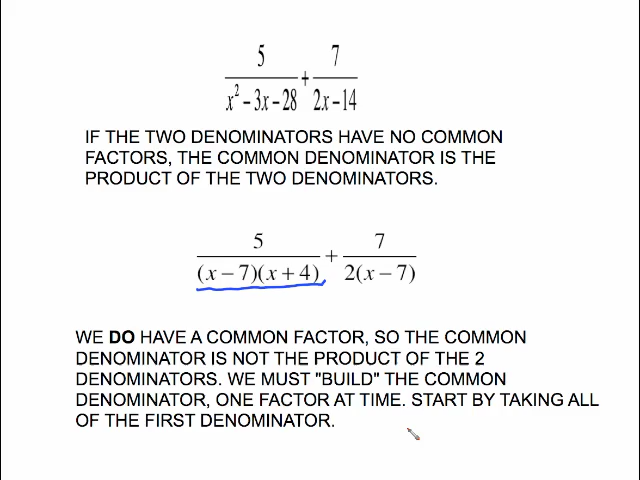 5 / (x² – 3x – 28) + 7 / (2x – 14)
IF THE TWO DENOMINATORS HAVE NO COMMON
FACTORS, THE COMMON DENOMINATOR IS THE
PRODUCT OF THE TWO DENOMINATORS.
5 / ((x – 7)(x + 4)) + 7 / (2(x – 7))
WE DO HAVE A COMMON FACTOR, SO THE COMMON
DENOMINATOR IS NOT THE PRODUCT OF THE 2
DENOMINATORS. WE MUST "BUILD" THE COMMON
DENOMINATOR, ONE FACTOR AT TIME. START BY TAKING ALL
OF THE FIRST DENOMINATOR.